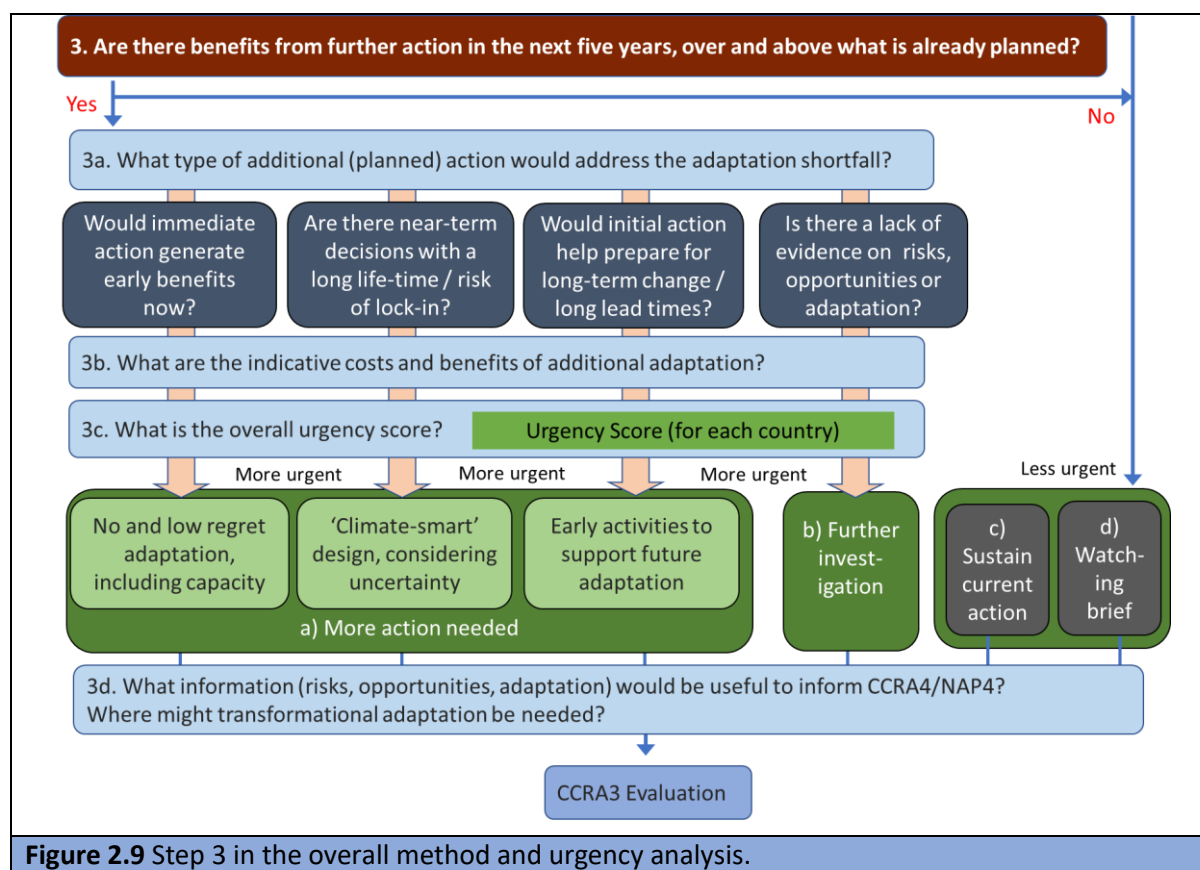 3. Are there benefits from further action in the next five years, over and above what is already planned?
Yes
No
3a. What type of additional (planned) action would address the adaptation shortfall?
Would immediate
action generate
early benefits
now?
Are there near-term
decisions with a
long life-time / risk
of lock-in?
Would initial action
help prepare for
long-term change /
long lead times?
Is there a lack of
evidence on risks,
opportunities or
adaptation?
3b. What are the indicative costs and benefits of additional adaptation?
3c. What is the overall urgency score?
Urgency Score (for each country)
More urgent
More urgent
More urgent
Less urgent
No and low regret
adaptation,
including capacity
‘Climate-smart’
design, considering
uncertainty
Early activities to
support future
adaptation
a) More action needed
b) Further
invest-
igation
c)
Sustain
current
action
d)
Watch-
ing
brief
3d. What information (risks, opportunities, adaptation) would be useful to inform CCRA4/NAP4?
Where might transformational adaptation be needed?
CCRA3 Evaluation
Figure 2.9 Step 3 in the overall method and urgency analysis.